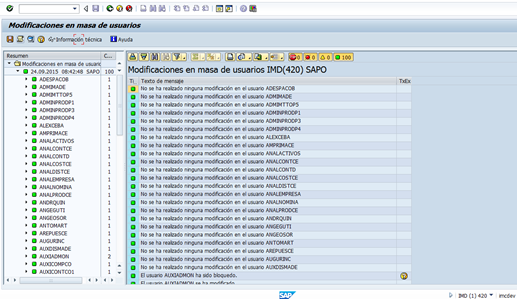 Modificaciones en masa de usuarios
Información técnica
Ayuda
Resumen
C...
Modificaciones en masa de usuario
24.09.2015 08:42:48 SAPO 100
ADESPACOB 1
ADMIMADE 1
ADMIMTTOP5 1
ADMINPRODP1 1
ADMINPRODP3 1
ADMINPRODP4 1
ALEXCEBA 1
AMPRIMACE 1
ANALACTIVOS 1
ANALCONTCE 1
ANALCONTD 1
ANALCOSTCE 1
ANALDISTCE 1
ANALEMPRESA 1
ANALNOMINA 1
ANALPRODCE 1
ANDRQUIN 1
ANGEGUTI 1
ANGEOSOR 1
ANTOMART 1
AREPUESCE 1
AUGURINC 1
AUXDISMADE 1
AUXIADMON 2
AUXICOMPCO 1
AUXICONTCO1 1
0 0 0 100
Modificaciones en masa de usuarios IMD(420) SAPO
Ti. Texto de mensaje TxEx
No se ha realizado ninguna modificación en el usuario ADESPACOB
No se ha realizado ninguna modificación en el usuario ADMIMADE
No se ha realizado ninguna modificación en el usuario ADMIMTTOP5
No se ha realizado ninguna modificación en el usuario ADMINPRODP1
No se ha realizado ninguna modificación en el usuario ADMINPRODP3
No se ha realizado ninguna modificación en el usuario ADMINPRODP4
No se ha realizado ninguna modificación en el usuario ALEXCEBA
No se ha realizado ninguna modificación en el usuario AMPRIMACE
No se ha realizado ninguna modificación en el usuario ANALACTIVOS
No se ha realizado ninguna modificación en el usuario ANALCONTCE
No se ha realizado ninguna modificación en el usuario ANALCONTD
No se ha realizado ninguna modificación en el usuario ANALCOSTCE
No se ha realizado ninguna modificación en el usuario ANALDISTCE
No se ha realizado ninguna modificación en el usuario ANALEMPRESA
No se ha realizado ninguna modificación en el usuario ANALNOMINA
No se ha realizado ninguna modificación en el usuario ANALPRODCE
No se ha realizado ninguna modificación en el usuario ANDRQUIN
No se ha realizado ninguna modificación en el usuario ANGEGUTI
No se ha realizado ninguna modificación en el usuario ANGEOSOR
No se ha realizado ninguna modificación en el usuario ANTOMART
No se ha realizado ninguna modificación en el usuario AREPUESCE
No se ha realizado ninguna modificación en el usuario AUGURINC
No se ha realizado ninguna modificación en el usuario AUXDISMADE
El usuario AUXIADMON ha sido bloqueado.
El usuario AUXIADMON se ha modificado
SAP
IMD (1) 420 imcdev